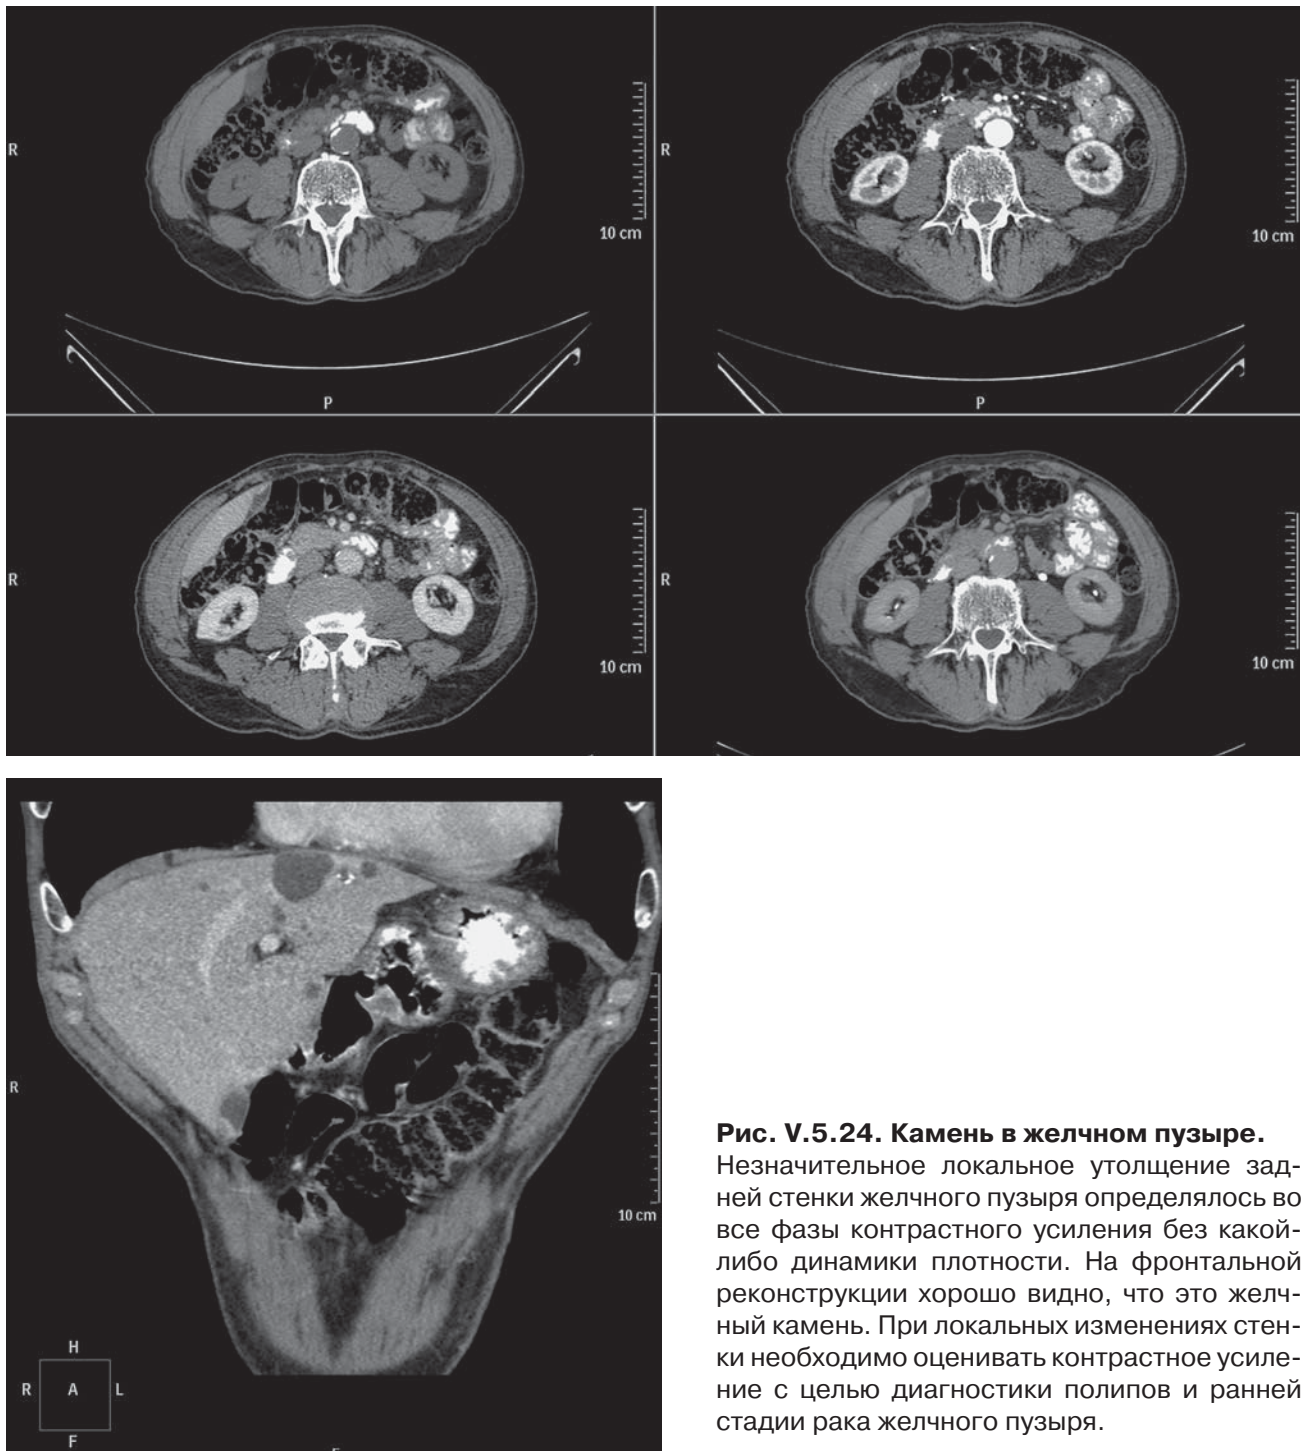 R
10 cm
P
R
10 cm
P
R
10 cm
R
10 cm
R
10 cm
H
R A L
F
Рис. V.5.24. Камень в желчном пузыре.
Незначительное локальное утолщение зад-
ней стенки желчного пузыря определялось во
все фазы контрастного усиления без какой-
либо динамики плотности. На фронтальной
реконструкции хорошо видно, что это желч-
ный камень. При локальных изменениях стен-
ки необходимо оценивать контрастное усиле-
ние с целью диагностики полипов и ранней
стадии рака желчного пузыря.